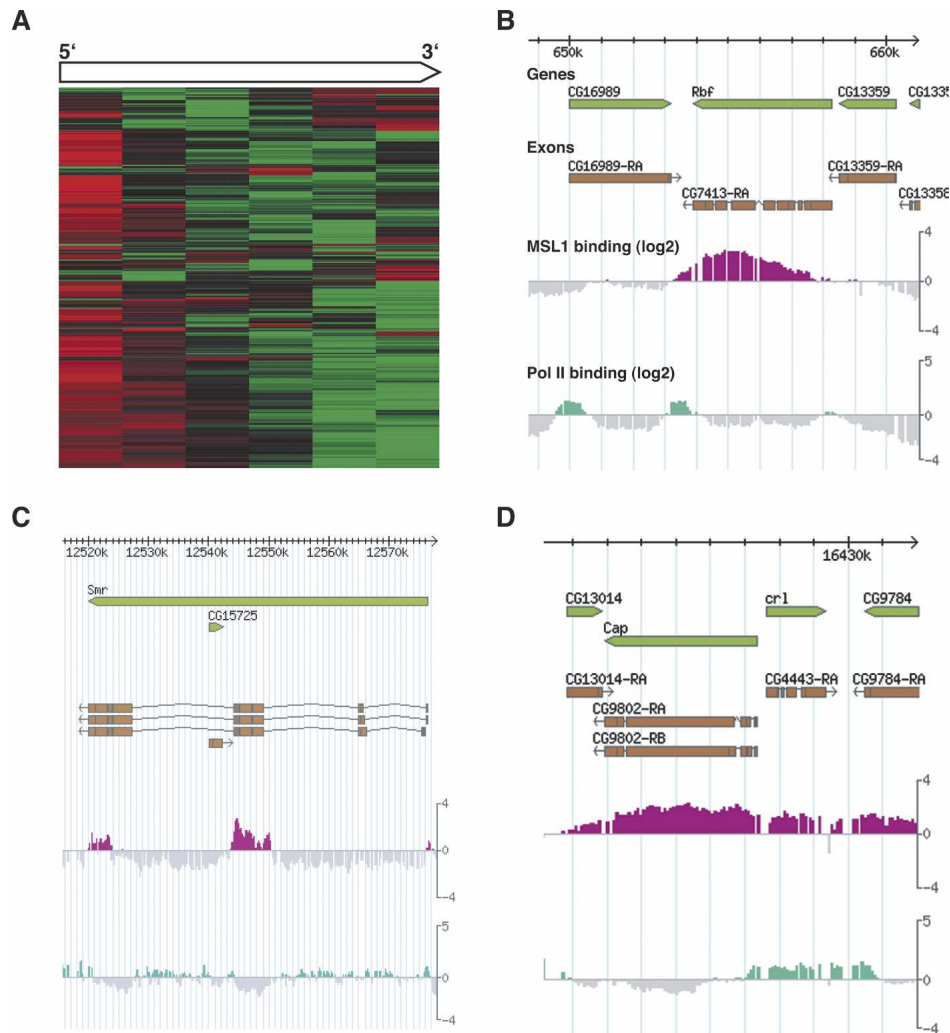 A
5‘
3‘
B
650k
660k
Genes
CG16989
Rbf
CG13359
CG1335
Exons
CG16989-RA
CG13359-RA
CG7413-RA
CG13358
MSL1 binding (log2)
4
0
-4
Pol II binding (log2)
5
0
-4
C
12520k
12530k
12540k
12550k
12560k
12570k
Smr
CG15725
4
0
-4
5
0
-4
D
16430k
CG13014
crl
CG9784
Cap
CG13014-RA
CG4443-RA
CG9784-RA
CG9802-RA
CG9802-RB
4
0
-4
5
0
-4